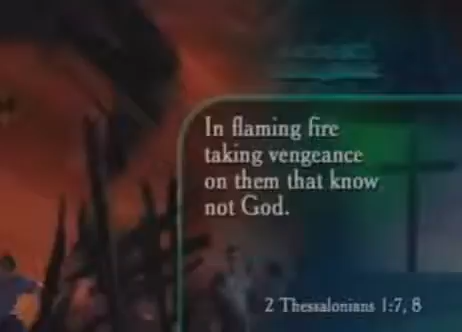 In flaming fire
taking vengeance
on them that know
not God.
2 Thessalonians 1:7, 8